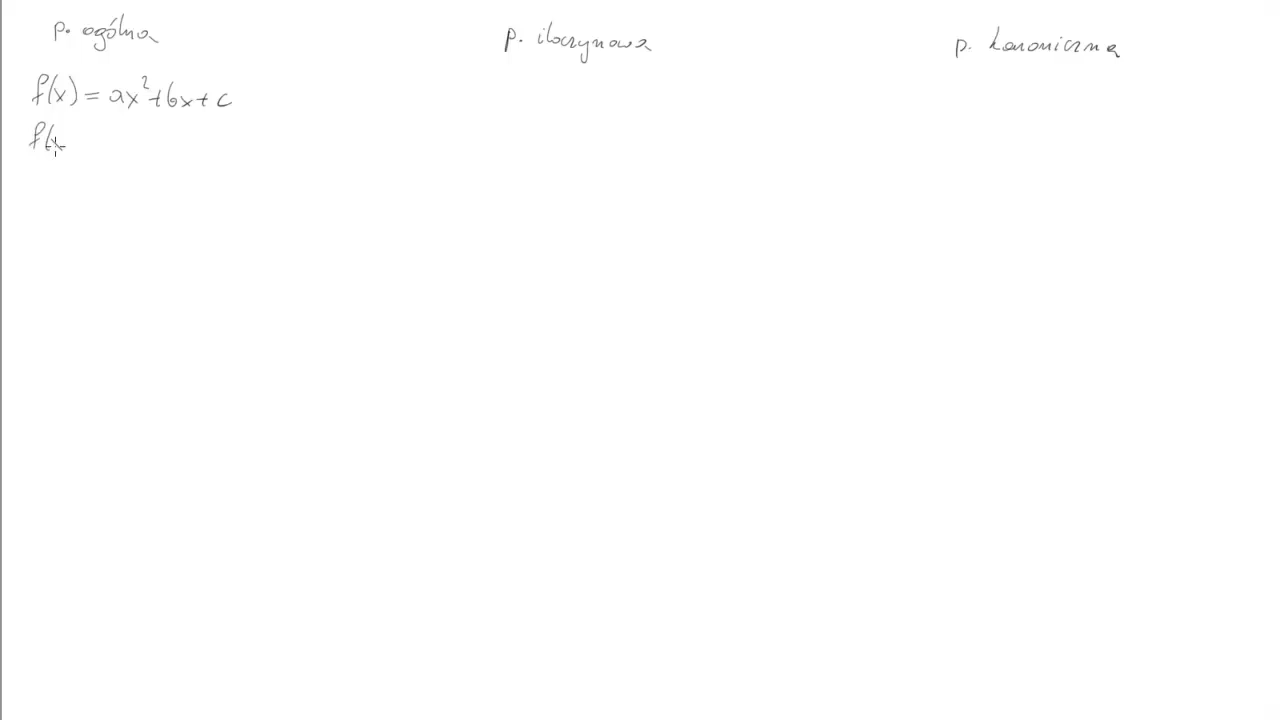 p. ogólna
p. iloczynowa
p. kanoniczna
f(x) = ax²+bx+c
f(x